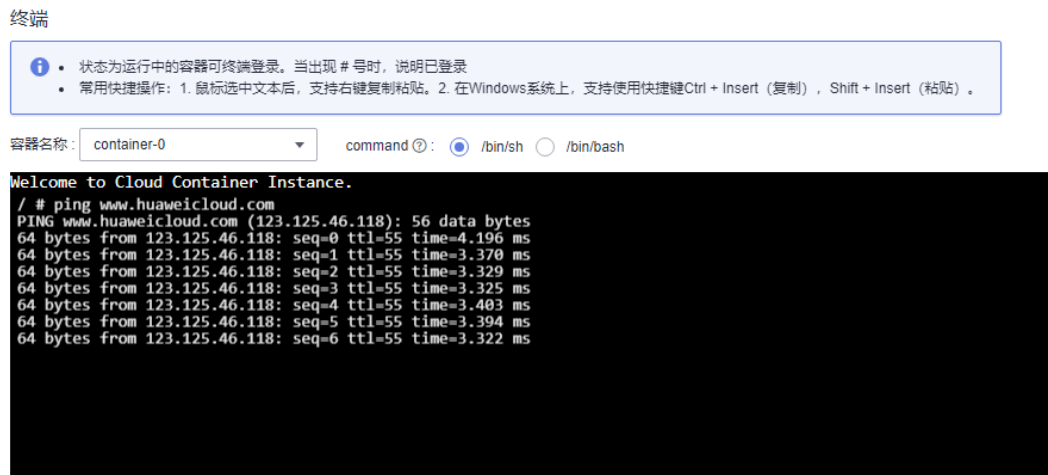 终端
状态为运行中的容器可终端登录。当出现 # 号时，说明已登录
常用快捷操作：1. 鼠标选中文本后，支持右键复制粘贴。2. 在Windows系统上，支持使用快捷键Ctrl + Insert（复制）, Shift + Insert（粘贴）。
容器名称 : container-0 command ? : /bin/sh /bin/bash
Welcome to Cloud Container Instance.
/ # ping www.huaweicloud.com
PING www.huaweicloud.com (123.125.46.118): 56 data bytes
64 bytes from 123.125.46.118: seq=0 ttl=55 time=4.196 ms
64 bytes from 123.125.46.118: seq=1 ttl=55 time=3.370 ms
64 bytes from 123.125.46.118: seq=2 ttl=55 time=3.329 ms
64 bytes from 123.125.46.118: seq=3 ttl=55 time=3.325 ms
64 bytes from 123.125.46.118: seq=4 ttl=55 time=3.403 ms
64 bytes from 123.125.46.118: seq=5 ttl=55 time=3.394 ms
64 bytes from 123.125.46.118: seq=6 ttl=55 time=3.322 ms